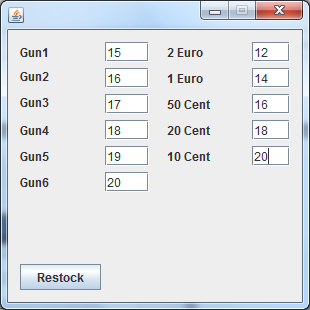 Gun1 15 2 Euro 12
Gun2 16 1 Euro 14
Gun3 17 50 Cent 16
Gun4 18 20 Cent 18
Gun5 19 10 Cent 20
Gun6 20
Restock